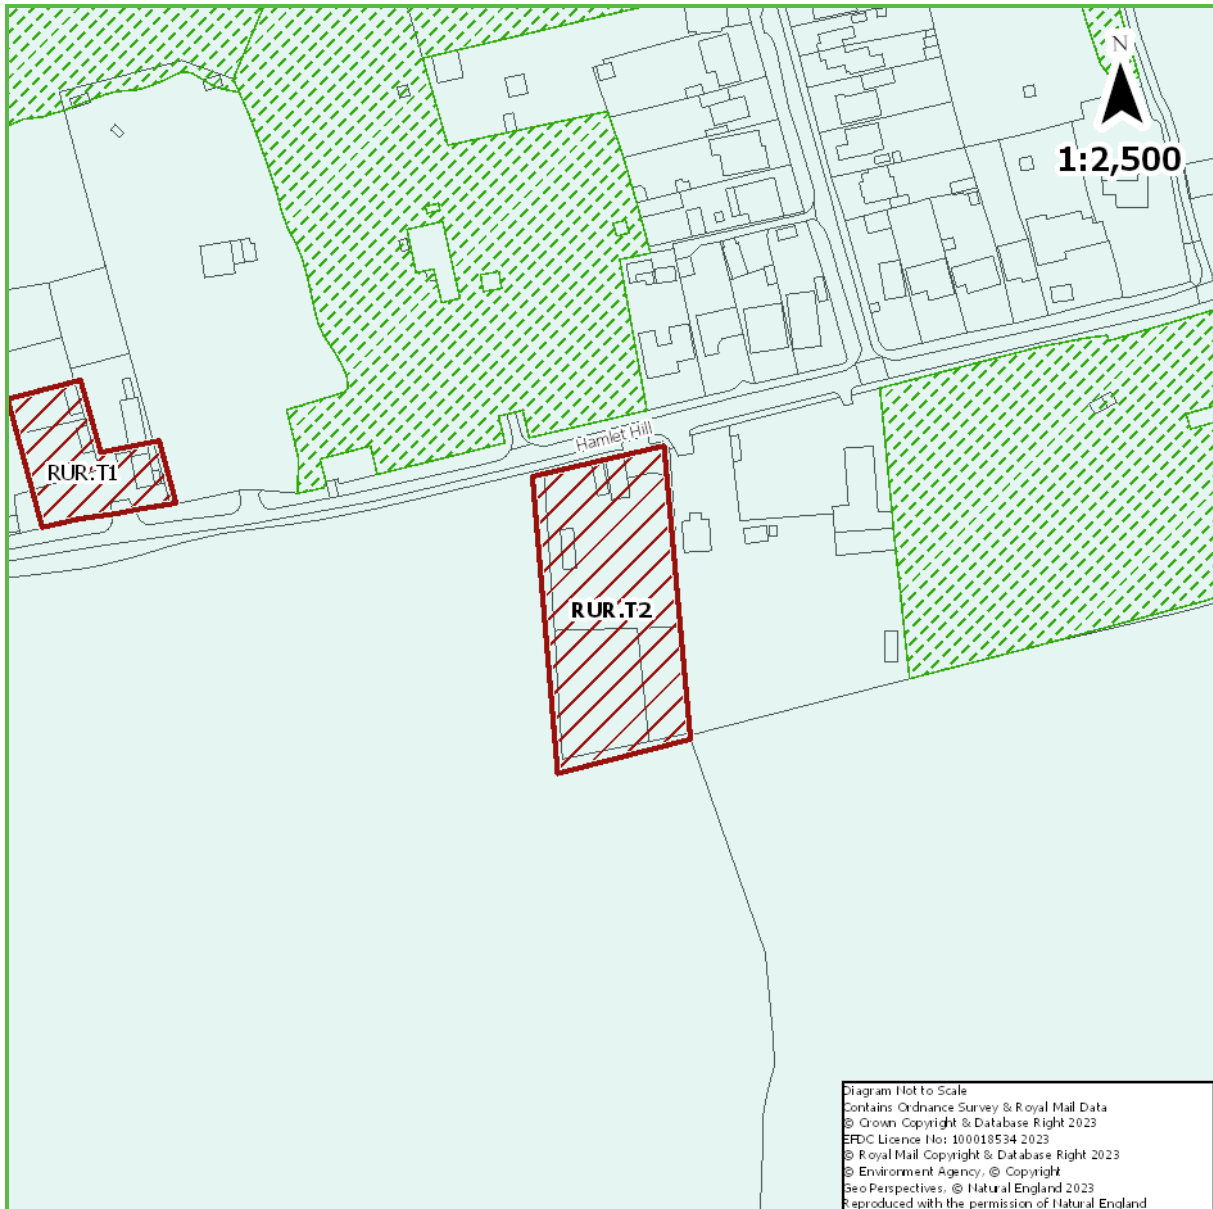 N
1:2,500
Hamlet Hill
RUR.T1
RUR.T2
Diagram Not to Scale
Contains Ordnance Survey & Royal Mail Data
© Crown Copyright & Database Right 2023
EFDC Licence No: 100018534 2023
© Royal Mail Copyright & Database Right 2023
© Environment Agency, © Copyright
Geo Perspectives, © Natural England 2023
Reproduced with the permission of Natural England